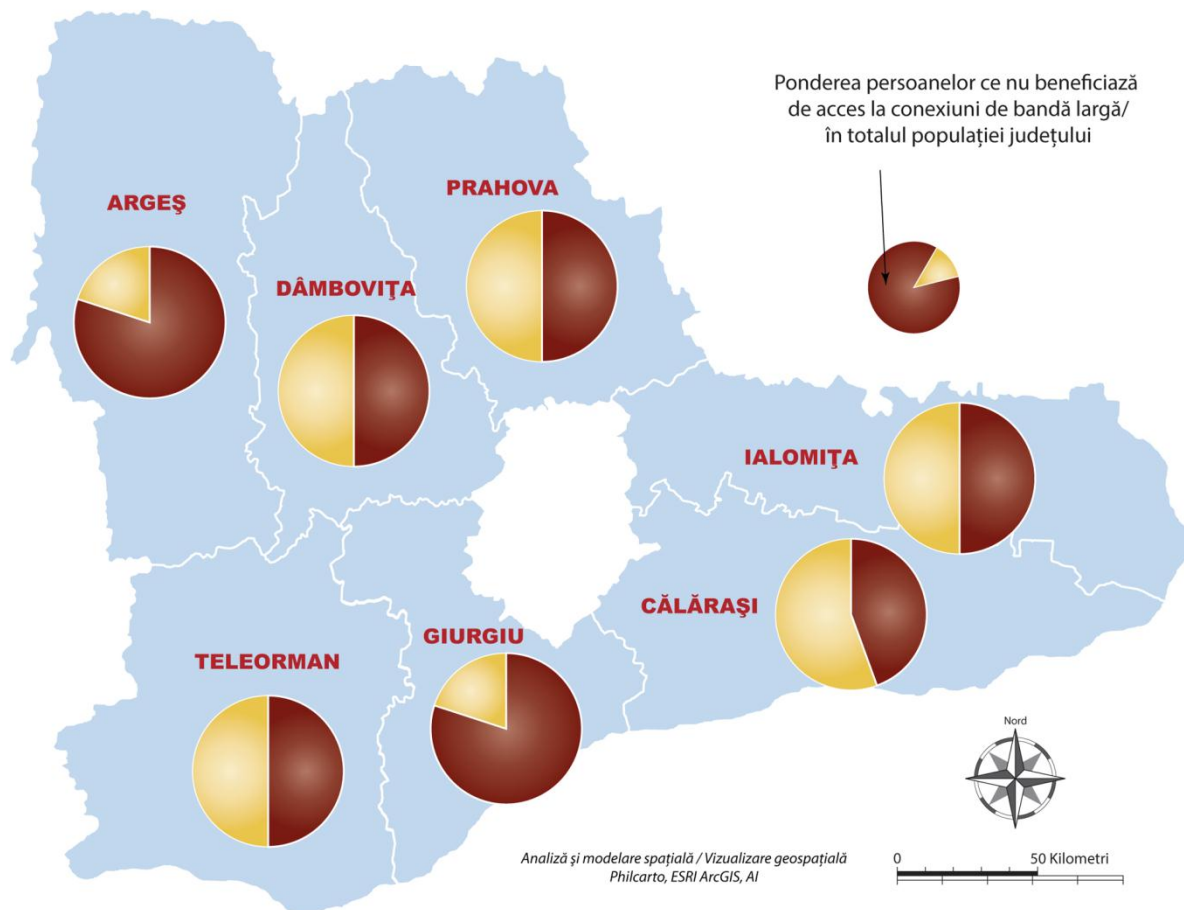 Ponderea persoanelor ce nu beneficiază
de acces la conexiuni de bandă largă/
în totalul populației județului
PRAHOVA
ARGEŞ
DÂMBOVIŢA
IALOMIŢA
CĂLĂRAŞI
GIURGIU
TELEORMAN
Nord
Analiză şi modelare spațială / Vizualizare geospațială
Philcarto, ESRI ArcGIS, AI
0 50 Kilometri